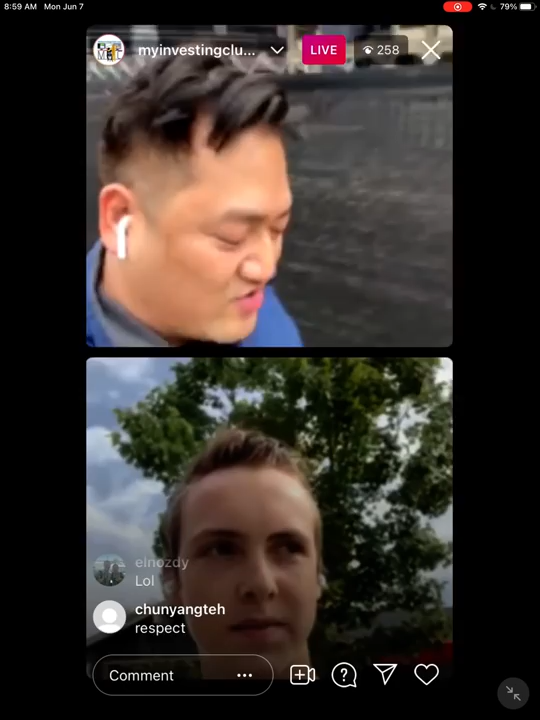 8:59 AM Mon Jun 7
79%
myinvestingclu...
LIVE
258
elnozdy
Lol
chunyangteh
respect
Comment